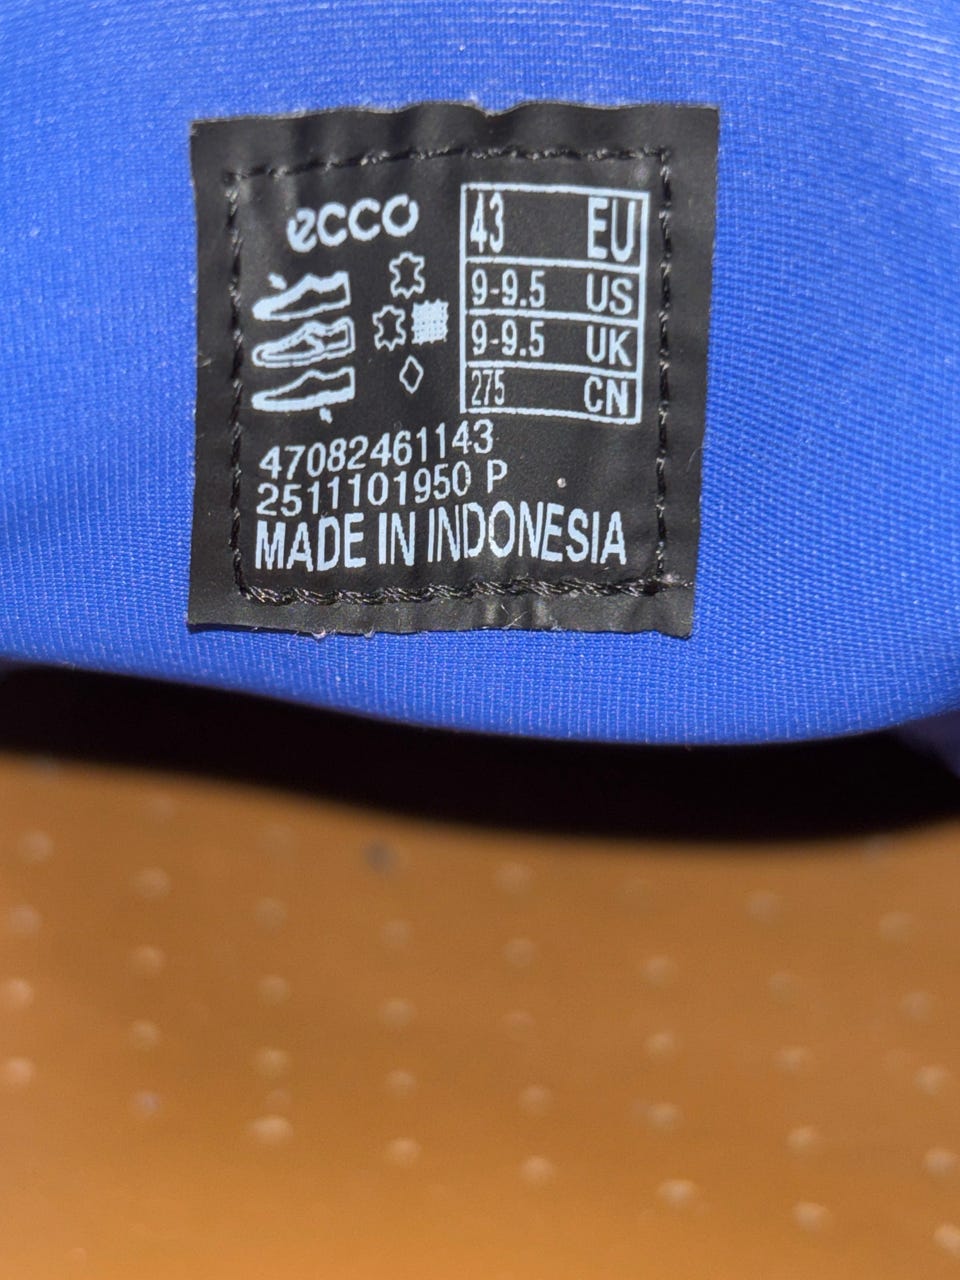 ecco
43 EU
9-9.5 US
9-9.5 UK
275 CN
47082461143
2511101950 P
MADE IN INDONESIA